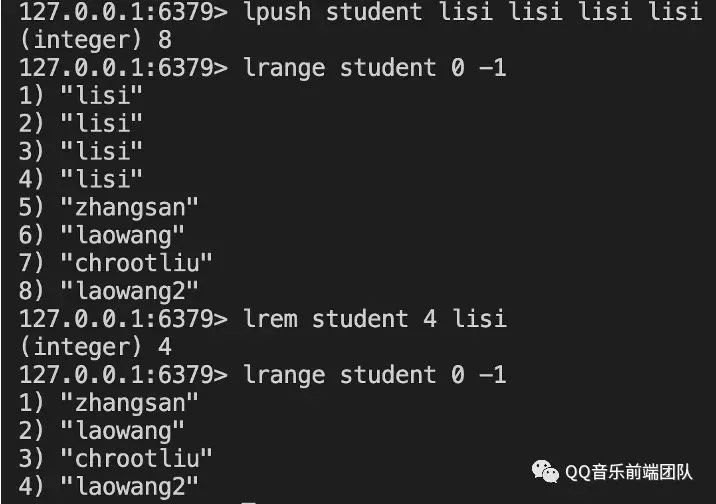 127.0.0.1:6379> lpush student lisi lisi lisi lisi
(integer) 8
127.0.0.1:6379> lrange student 0 -1
1) "lisi"
2) "lisi"
3) "lisi"
4) "lisi"
5) "zhangsan"
6) "laowang"
7) "chrootliu"
8) "laowang2"
127.0.0.1:6379> lrem student 4 lisi
(integer) 4
127.0.0.1:6379> lrange student 0 -1
1) "zhangsan"
2) "laowang"
3) "chrootliu"
4) "laowang2"
QQ音乐前端团队